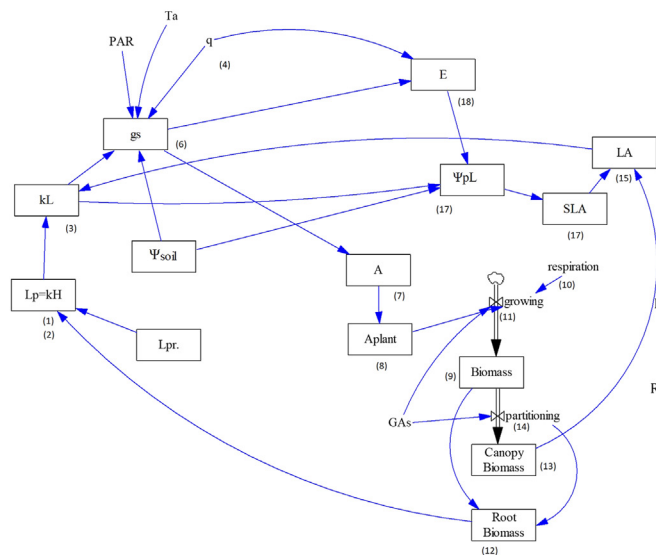 Ta
PAR
q
(4)
E
(18)
gs
(6)
LA
(15)
ΨpL
(17)
kL
(3)
SLA
(17)
Ψsoil
A
(7)
respiration
(10)
Lp=kH
(1)
(2)
growing
(11)
Lpr.
Aplant
(8)
(9)
Biomass
R
GAs
partitioning
(14)
Canopy
Biomass
(13)
Root
Biomass
(12)